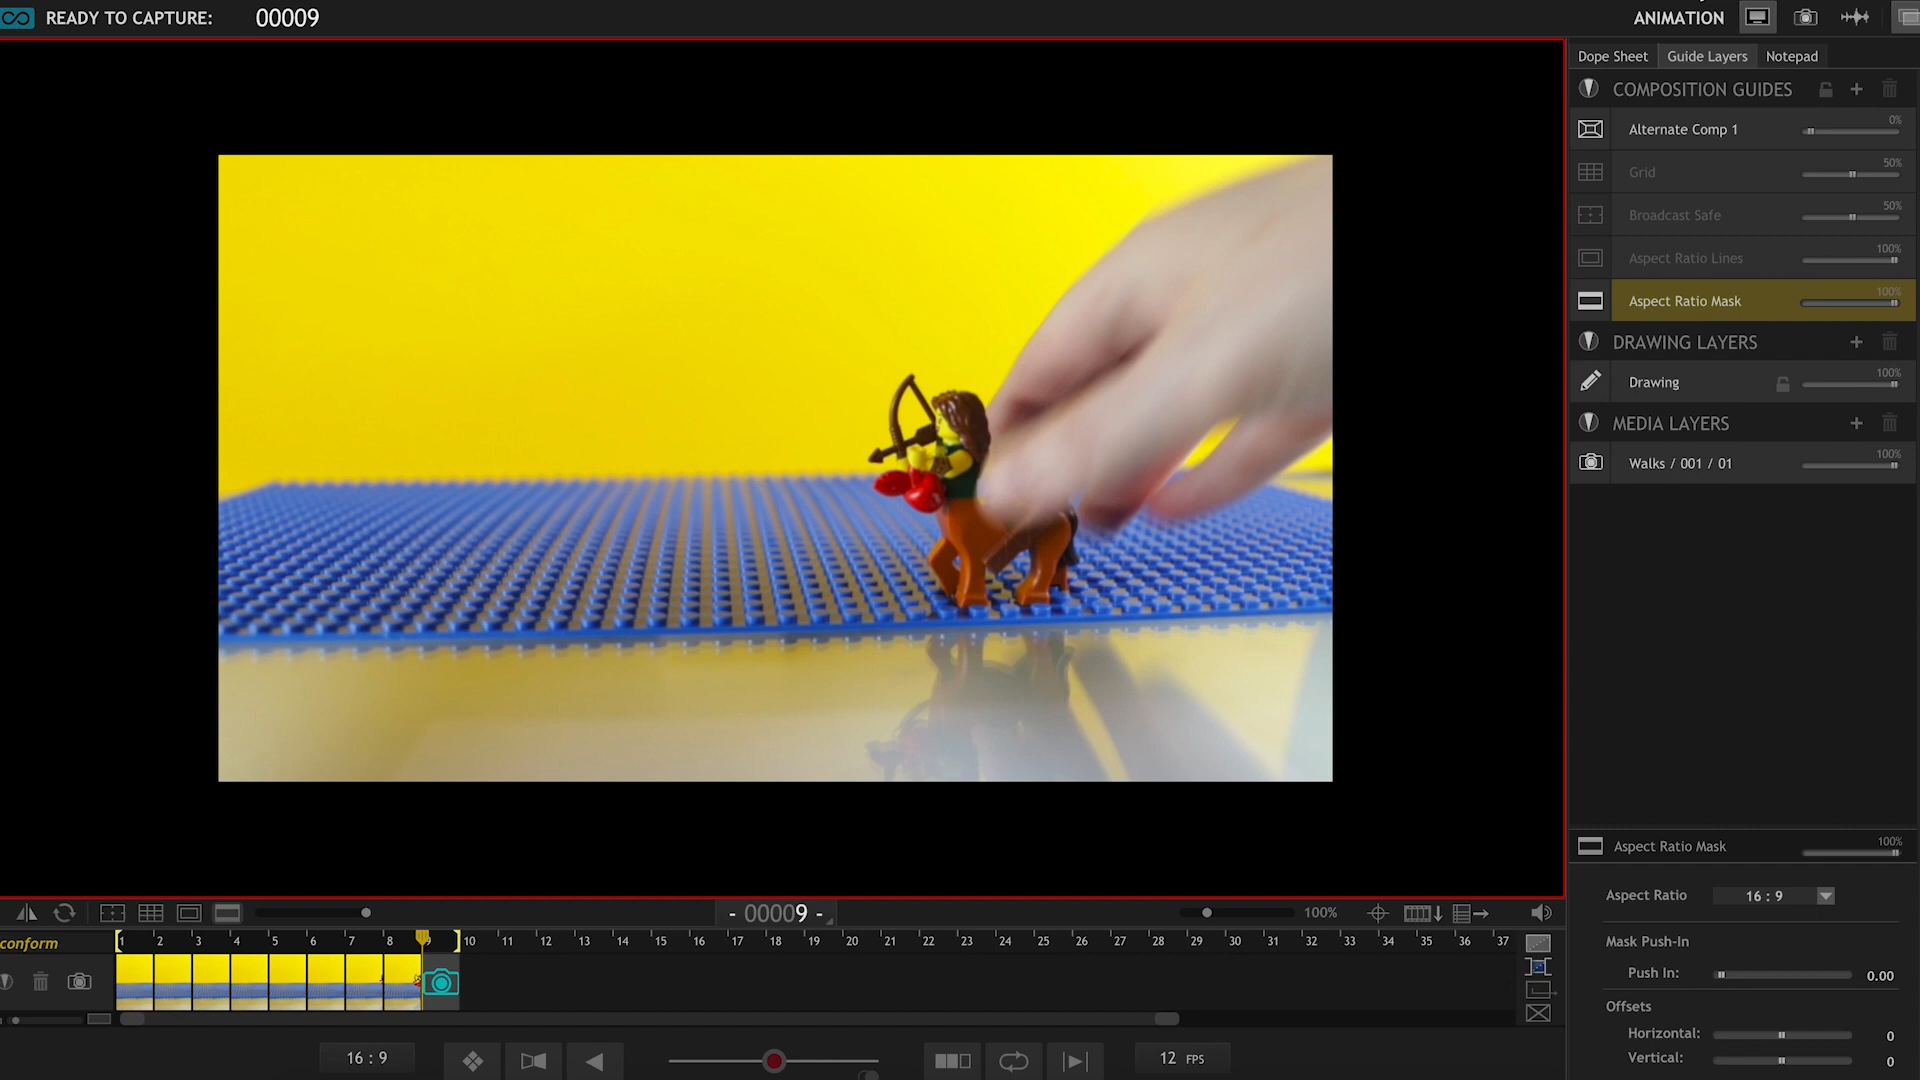 READY TO CAPTURE: 00009
ANIMATION
Dope Sheet Guide Layers Notepad
COMPOSITION GUIDES
Alternate Comp 1 0%
Grid 50%
Broadcast Safe 50%
Aspect Ratio Lines 100%
Aspect Ratio Mask 100%
DRAWING LAYERS
Drawing 100%
MEDIA LAYERS
Walks / 001 / 01 100%
Aspect Ratio Mask 100%
Aspect Ratio 16 : 9
Mask Push-In
Push In: 0.00
Offsets
Horizontal: 0
Vertical: 0
- 00009 - 100%
conform 1 2 3 4 5 6 7 8 9 10 11 12 13 14 15 16 17 18 19 20 21 22 23 24 25 26 27 28 29 30 31 32 33 34 35 36 37
16 : 9 12 FPS